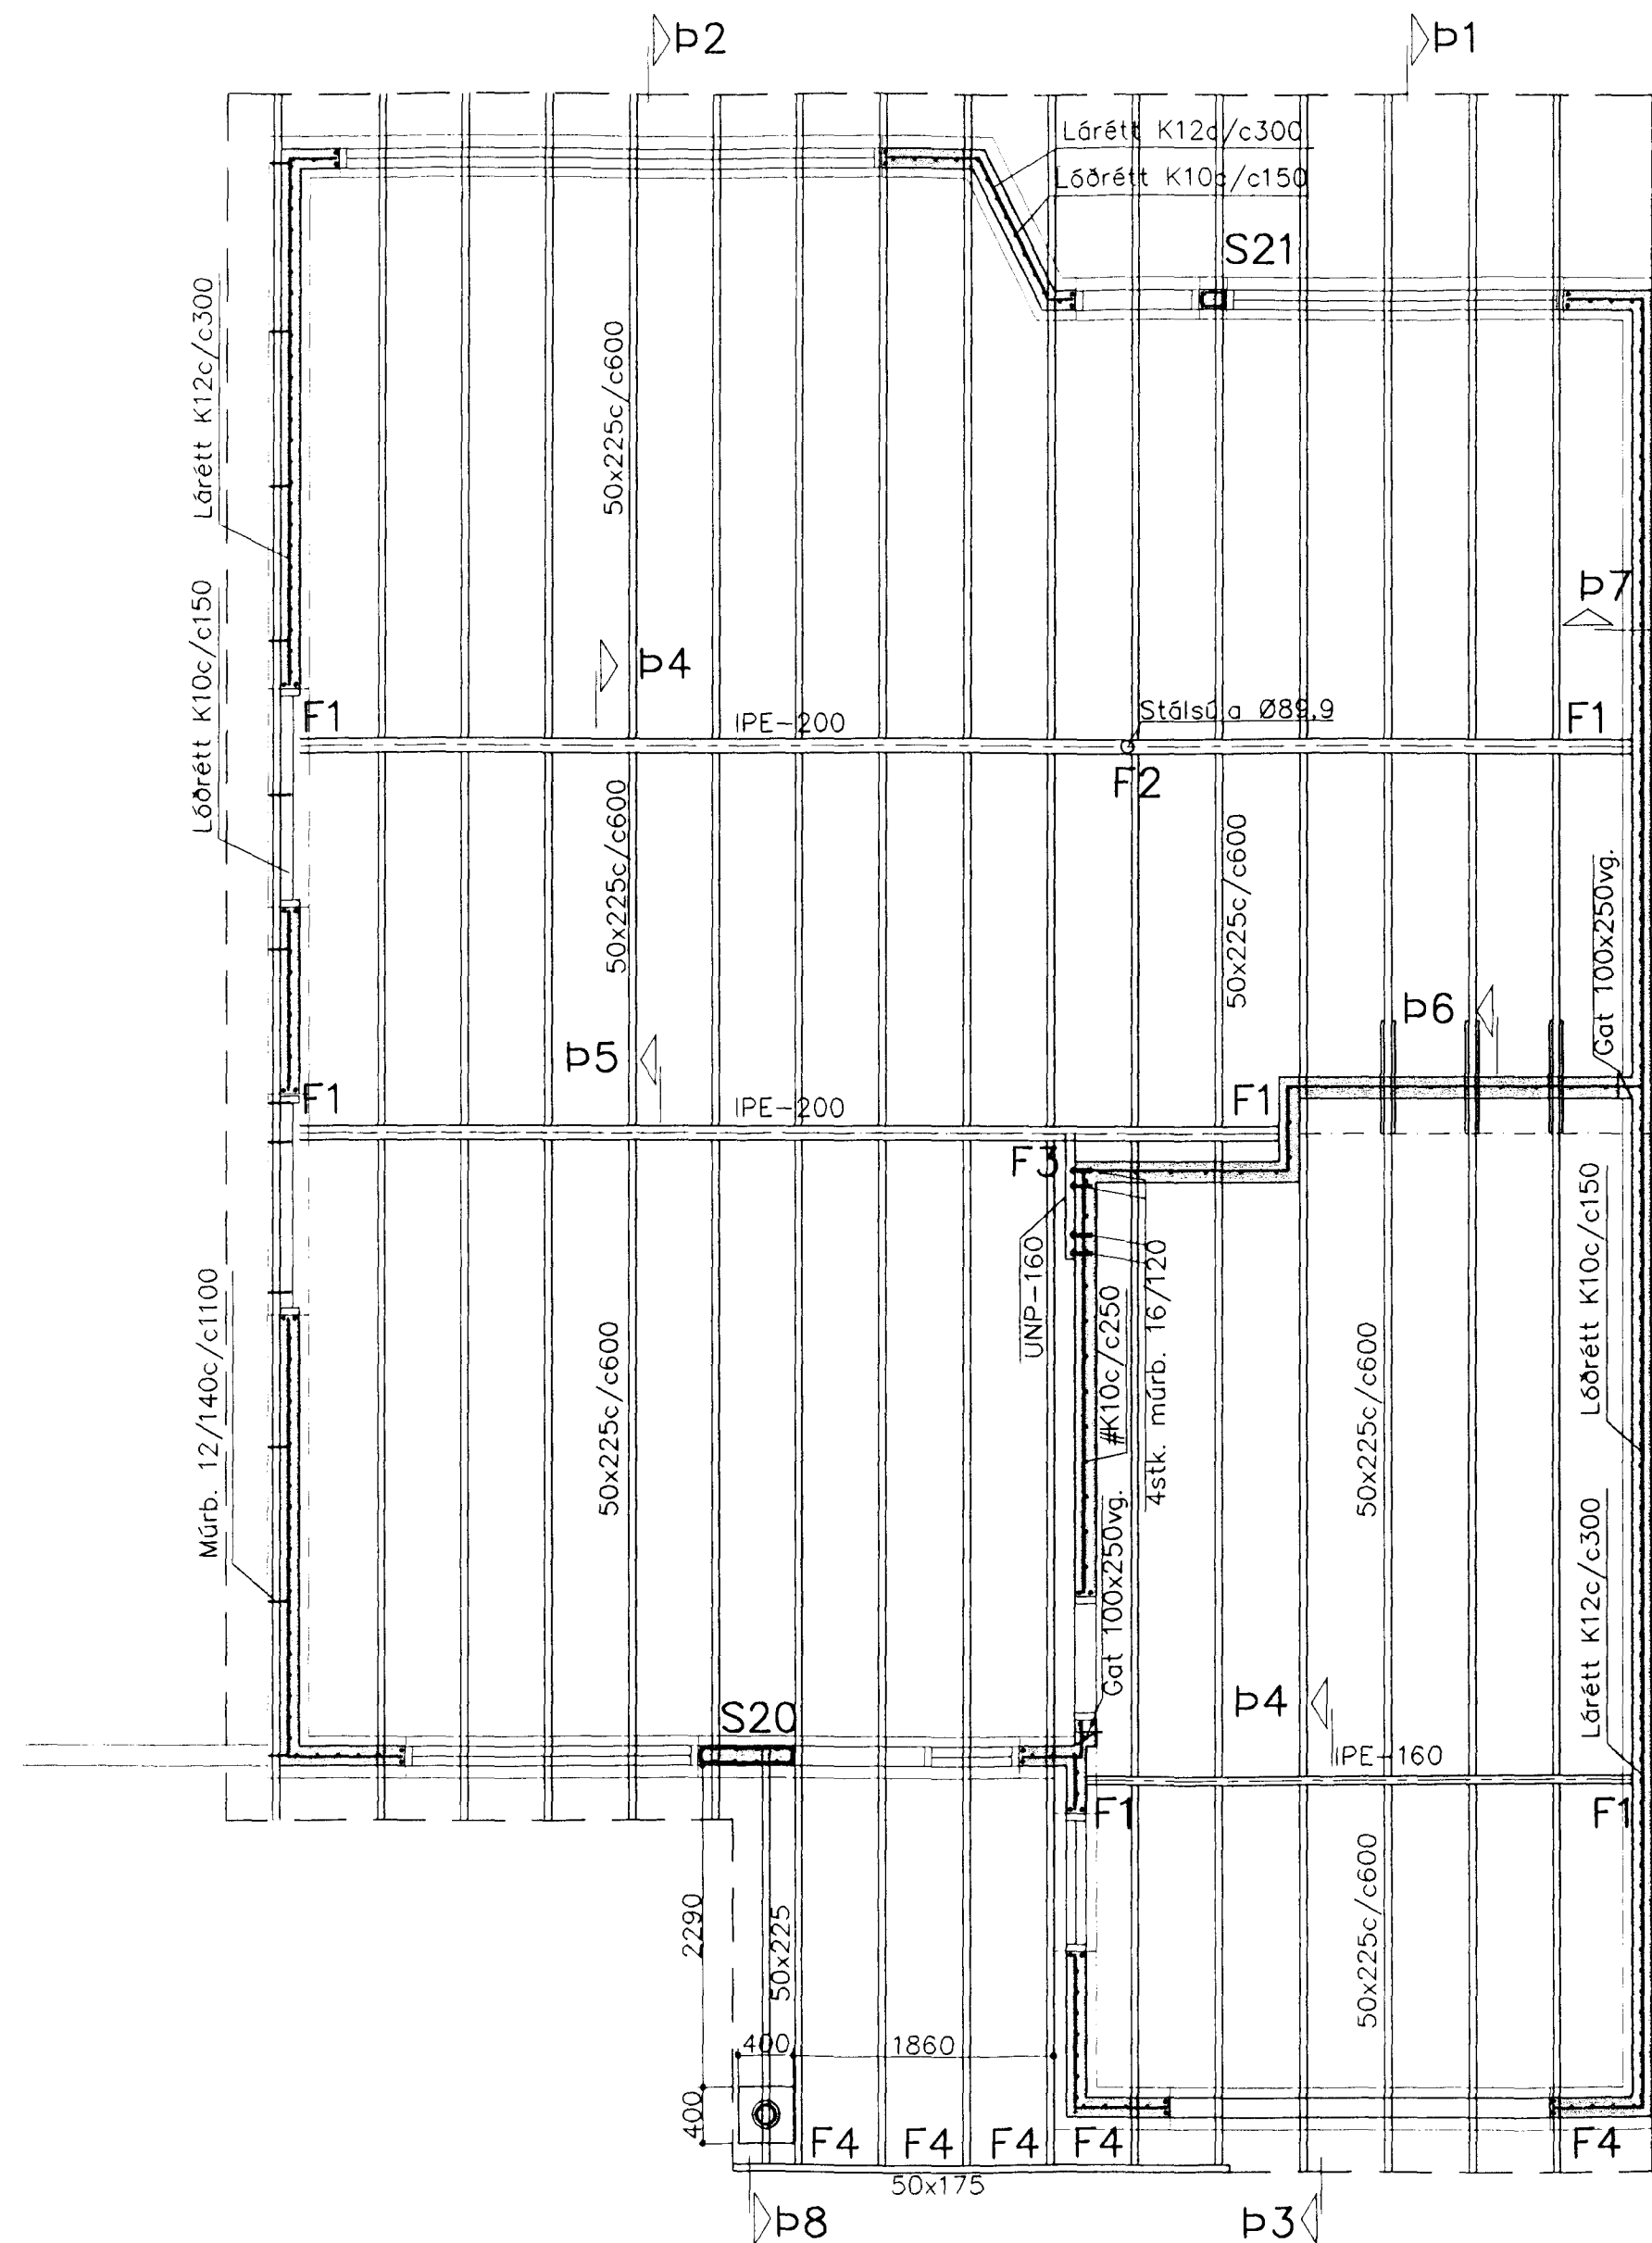 Þ2
Þ1
Lárétt K12c/c300
Lóðrétt K10c/c150
S21
Lárétt K12c/c300
50x225c/c600
Lóðrétt K10c/c150
Þ7
Þ4
F1
IPE-200
Stálsúla Ø89,9
F1
F2
50x225c/c600
50x225c/c600
Gat 100x250vg.
Þ6
Þ5
F1
IPE-200
F1
F3
UNP-160
#K10c/c250
4stk. múrb. 16/120
Lóðrétt K10c/c150
Múrb. 12/140c/c1100
50x225c/c600
50x225c/c600
Gat 100x250vg.
Lárétt K12c/c300
S20
Þ4
IPE-160
F1
F1
2290
50x225
50x225c/c600
400
1860
400
F4
F4
F4
F4
F4
50x175
Þ8
Þ3